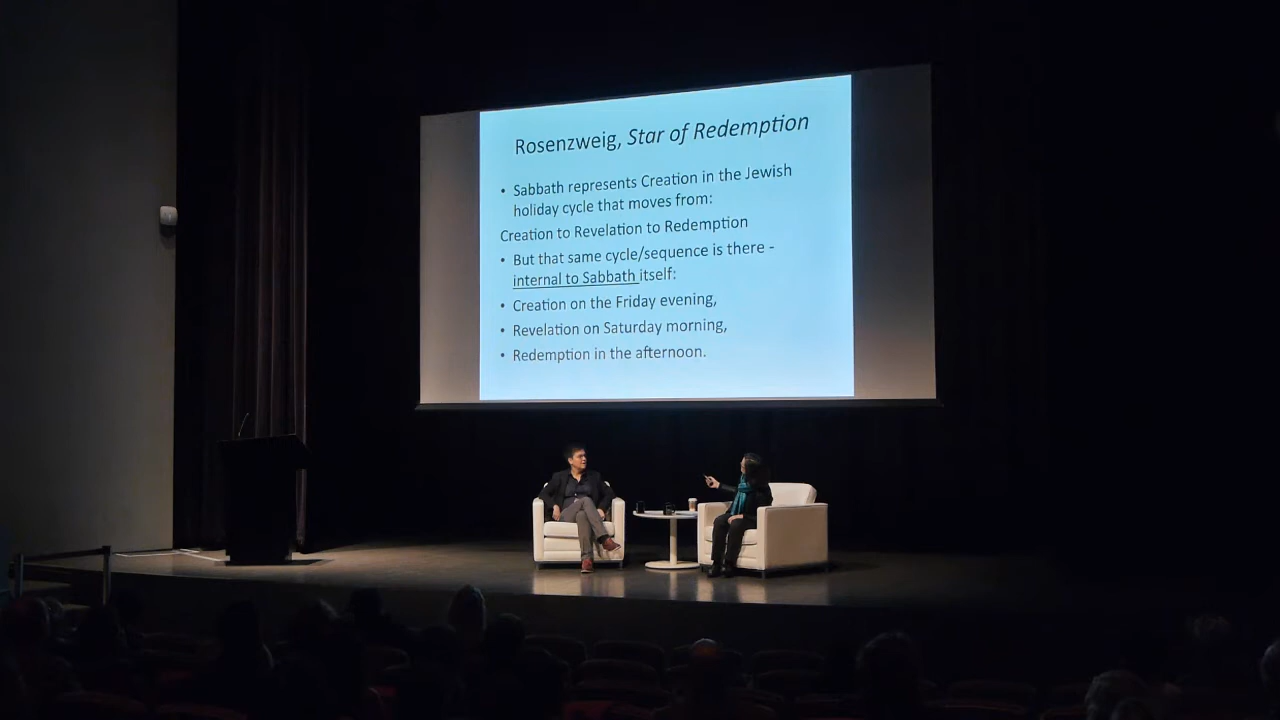 Rosenzweig, Star of Redemption
• Sabbath represents Creation in the Jewish
holiday cycle that moves from:
Creation to Revelation to Redemption
• But that same cycle/sequence is there -
internal to Sabbath itself:
• Creation on the Friday evening,
• Revelation on Saturday morning,
• Redemption in the afternoon.